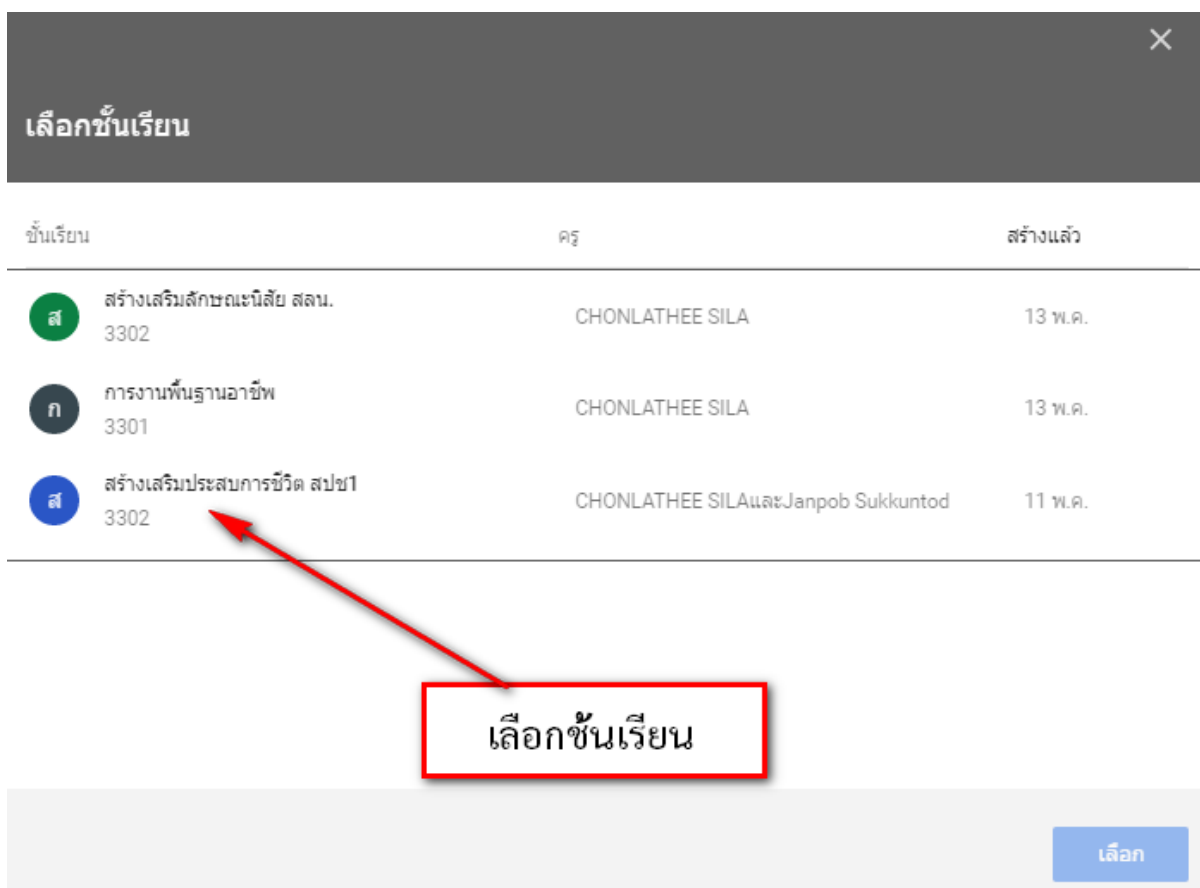 เลือกชั้นเรียน
ชั้นเรียน ครู สร้างแล้ว
ส สร้างเสริมลักษณะนิสัย สลน. CHONLATHEE SILA 13 พ.ค.
3302
ก การงานพื้นฐานอาชีพ CHONLATHEE SILA 13 พ.ค.
3301
ส สร้างเสริมประสบการชีวิต สปช1 CHONLATHEE SILAและJanpob Sukkuntod 11 พ.ค.
3302
เลือกชั้นเรียน
เลือก